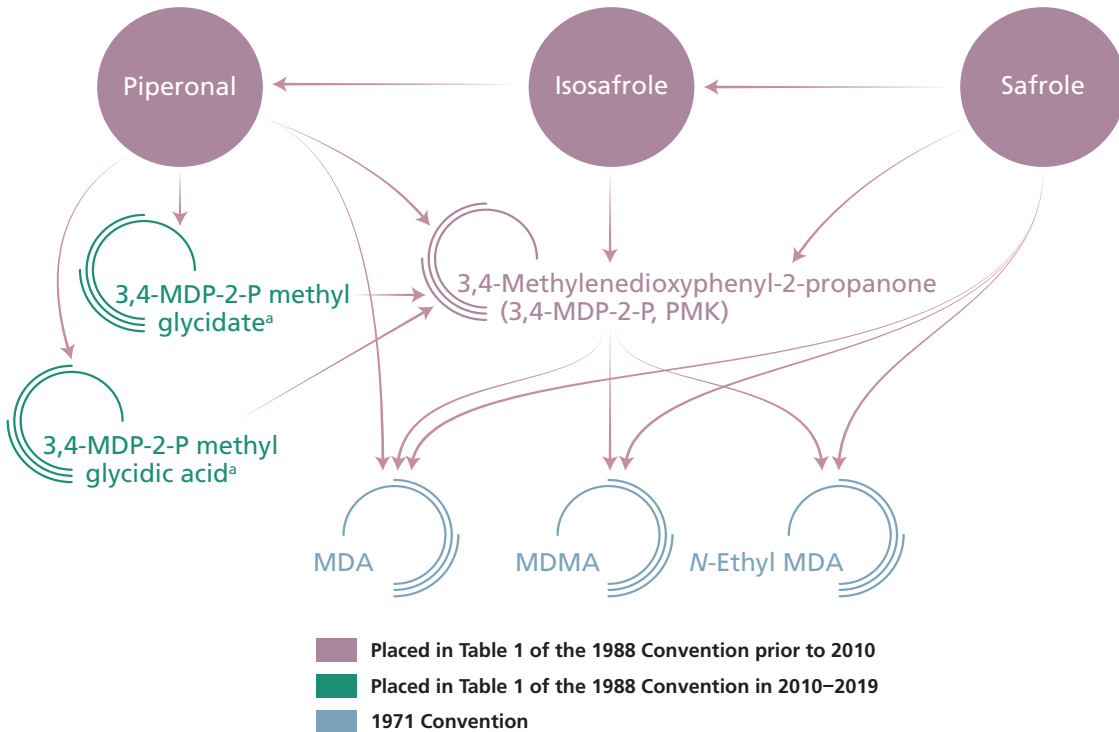 Piperonal
Isosafrole
Safrole
3,4-MDP-2-P methyl
glycidateᵃ
3,4-Methylenedioxyphenyl-2-propanone
(3,4-MDP-2-P, PMK)
3,4-MDP-2-P methyl
glycidic acidᵃ
MDA
MDMA
N-Ethyl MDA
Placed in Table 1 of the 1988 Convention prior to 2010
Placed in Table 1 of the 1988 Convention in 2010–2019
1971 Convention